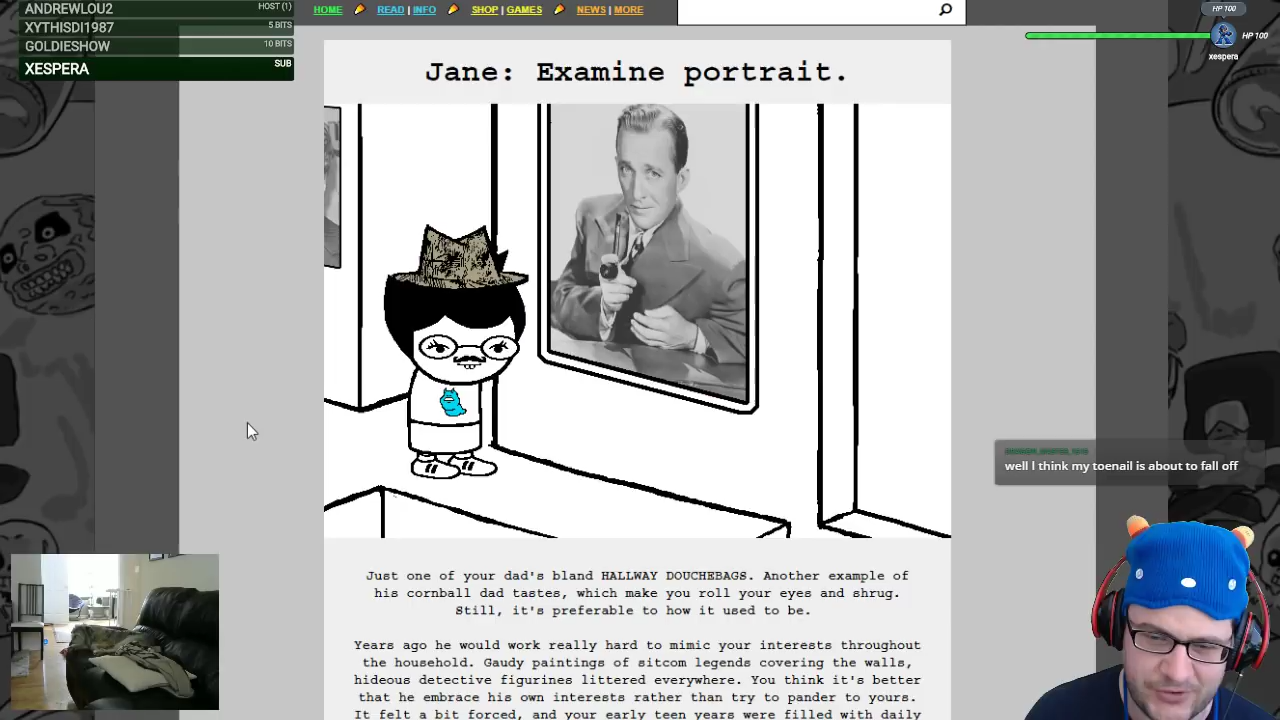 ANDREWLOU2 HOST (1)
XYTHISDI1987 5 BITS
GOLDIESHOW 10 BITS
XESPERA SUB
HOME READ | INFO SHOP | GAMES NEWS | MORE
HP 100
HP 100
xespera
Jane: Examine portrait.
well I think my toenail is about to fall off
Just one of your dad's bland HALLWAY DOUCHEBAGS. Another example of
his cornball dad tastes, which make you roll your eyes and shrug.
Still, it's preferable to how it used to be.
Years ago he would work really hard to mimic your interests throughout
the household. Gaudy paintings of sitcom legends covering the walls,
hideous detective figurines littered everywhere. You think it's better
that he embrace his own interests rather than try to pander to yours.
It felt a bit forced, and your early teen years were filled with daily